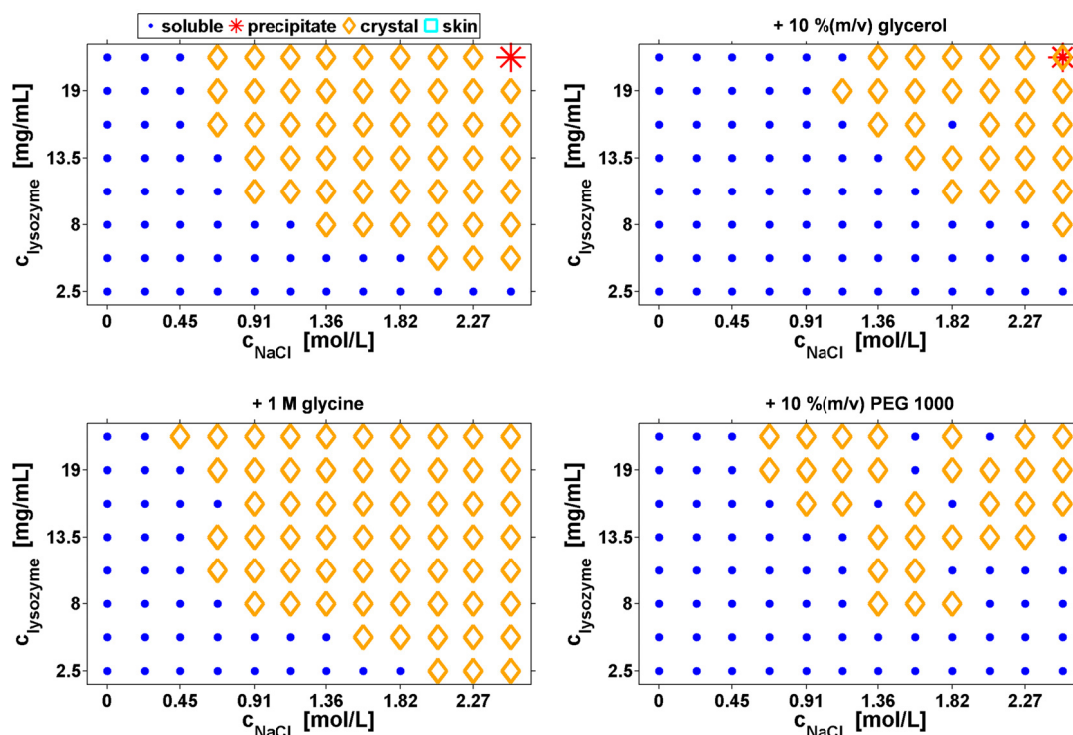 soluble precipitate crystal skin
19
13.5
8
2.5
c_lysozyme [mg/mL]
0 0.45 0.91 1.36 1.82 2.27
c_NaCl [mol/L]
+ 10 %(m/v) glycerol
19
13.5
8
2.5
c_lysozyme [mg/mL]
0 0.45 0.91 1.36 1.82 2.27
c_NaCl [mol/L]
+ 1 M glycine
19
13.5
8
2.5
c_lysozyme [mg/mL]
0 0.45 0.91 1.36 1.82 2.27
c_NaCl [mol/L]
+ 10 %(m/v) PEG 1000
19
13.5
8
2.5
c_lysozyme [mg/mL]
0 0.45 0.91 1.36 1.82 2.27
c_NaCl [mol/L]